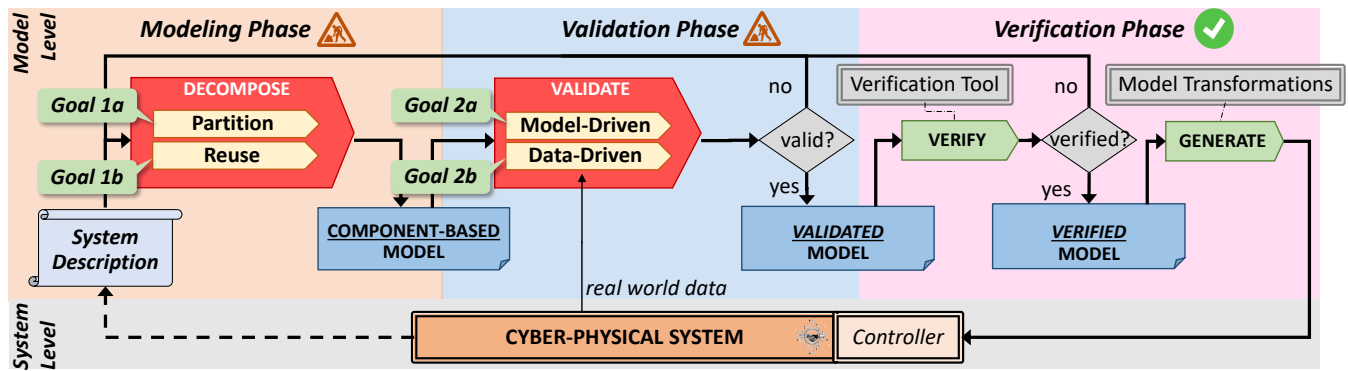 Model
Level
Modeling Phase
Validation Phase
Verification Phase
DECOMPOSE
Goal 1a
Partition
Reuse
Goal 1b
System
Description
COMPONENT-BASED
MODEL
VALIDATE
Goal 2a
Model-Driven
Data-Driven
Goal 2b
real world data
no
valid?
yes
VALIDATED
MODEL
Verification Tool
VERIFY
no
verified?
yes
VERIFIED
MODEL
Model Transformations
GENERATE
System
Level
CYBER-PHYSICAL SYSTEM
Controller